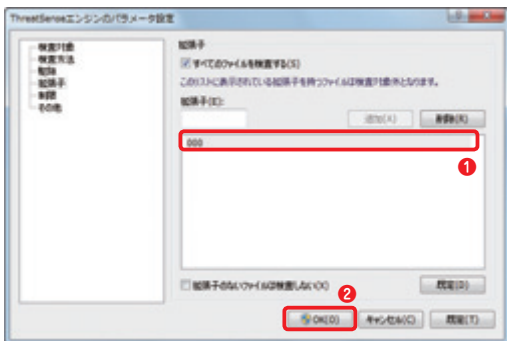 ThreatSenseエンジンのパラメータ設定
検査対象
検査方法
駆除
拡張子
制限
その他
拡張子
すべてのファイルを検査する(S)
このリストに表示されている拡張子を持つファイルは検査対象外となります。
拡張子(E):
追加(A)
削除(R)
000
1
拡張子のないファイルは検査しない(X)
2
既定(D)
OK(O)
キャンセル(C)
既定(T)